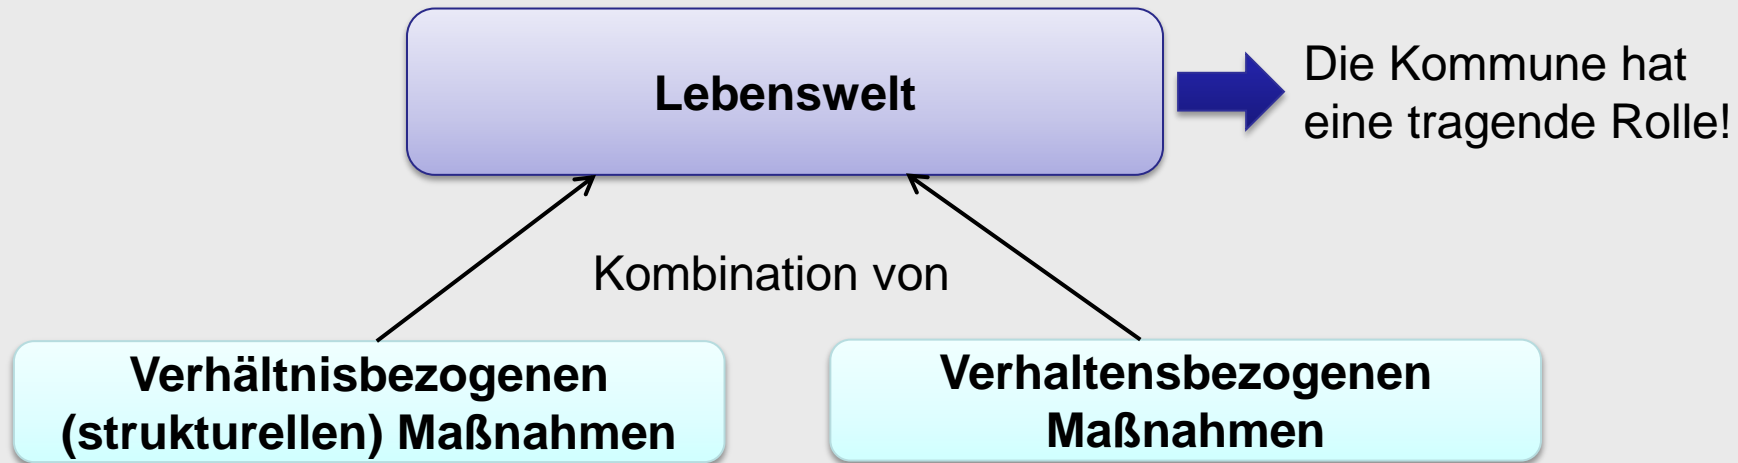 Lebenswelt
Die Kommune hat
eine tragende Rolle!
Kombination von
Verhältnisbezogenen
(strukturellen) Maßnahmen
Verhaltensbezogenen
Maßnahmen